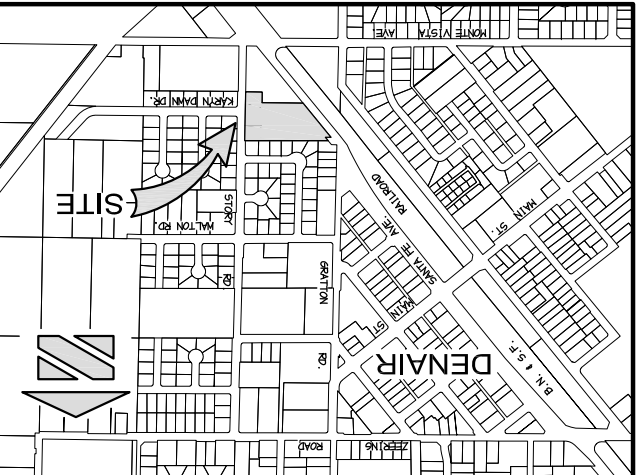 ZEERING ROAD
N
DENAIR
B.N. & S.F.
RAILROAD
SANTA FE AVE.
MAIN ST.
MAIN ST.
GRATTON RD.
STORY RD.
WALTON RD.
SITE
KARYN DAWN DR.
MONTE VISTA AVE.